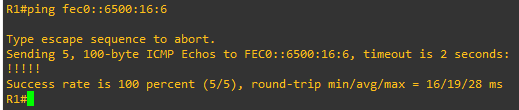 R1#ping fec0::6500:16:6
Type escape sequence to abort.
Sending 5, 100-byte ICMP Echos to FEC0::6500:16:6, timeout is 2 seconds:
!!!!!
Success rate is 100 percent (5/5), round-trip min/avg/max = 16/19/28 ms
R1#